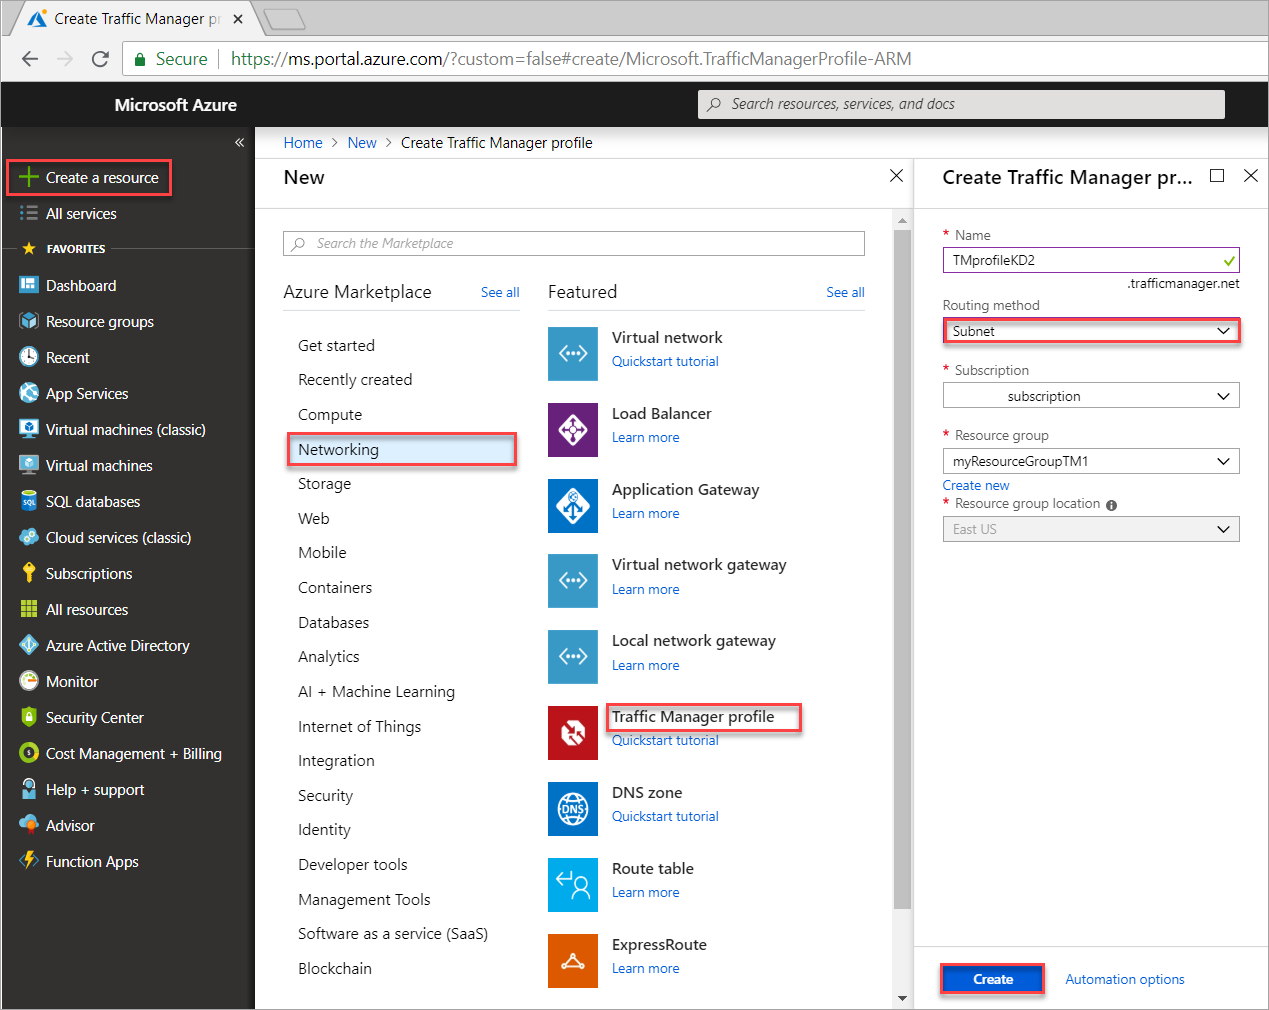 Create Traffic Manager pr
Secure
https://ms.portal.azure.com/?custom=false#create/Microsoft.TrafficManagerProfile-ARM
Microsoft Azure
Search resources, services, and docs
Create a resource
All services
FAVORITES
Dashboard
Resource groups
Recent
App Services
Virtual machines (classic)
Virtual machines
SQL databases
Cloud services (classic)
Subscriptions
All resources
Azure Active Directory
Monitor
Security Center
Cost Management + Billing
Help + support
Advisor
Function Apps
Home > New > Create Traffic Manager profile
New
Search the Marketplace
Azure Marketplace See all
Get started
Recently created
Compute
Networking
Storage
Web
Mobile
Containers
Databases
Analytics
AI + Machine Learning
Internet of Things
Integration
Security
Identity
Developer tools
Management Tools
Software as a service (SaaS)
Blockchain
Featured See all
Virtual network
Quickstart tutorial
Load Balancer
Learn more
Application Gateway
Learn more
Virtual network gateway
Learn more
Local network gateway
Learn more
Traffic Manager profile
Quickstart tutorial
DNS
DNS zone
Quickstart tutorial
Route table
Learn more
ExpressRoute
Learn more
Create Traffic Manager pr...
* Name
TMprofileKD2
.trafficmanager.net
Routing method
Subnet
* Subscription
subscription
* Resource group
myResourceGroupTM1
Create new
* Resource group location
East US
Create
Automation options